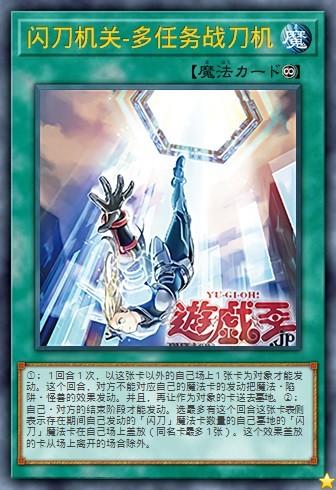 闪刀机关-多任务战刀机
魔
【魔法カード】
YU-GI-OH!
遊戯王
.JP
①：1回合1次，以这张卡以外的自己场上1张卡为对象才能发
动。这个回合，对方不能对应自己的魔法卡的发动把魔法·陷
阱·怪兽的效果发动。并且，再让作为对象的卡送去墓地。②：
自己·对方的结束阶段才能发动。选最多有这个回合这张卡表侧
表示存在期间自己发动的「闪刀」魔法卡数量的自己墓地的「闪
刀」魔法卡在自己场上盖放（同名卡最多1张）。这个效果盖放
的卡从场上离开的场合除外。